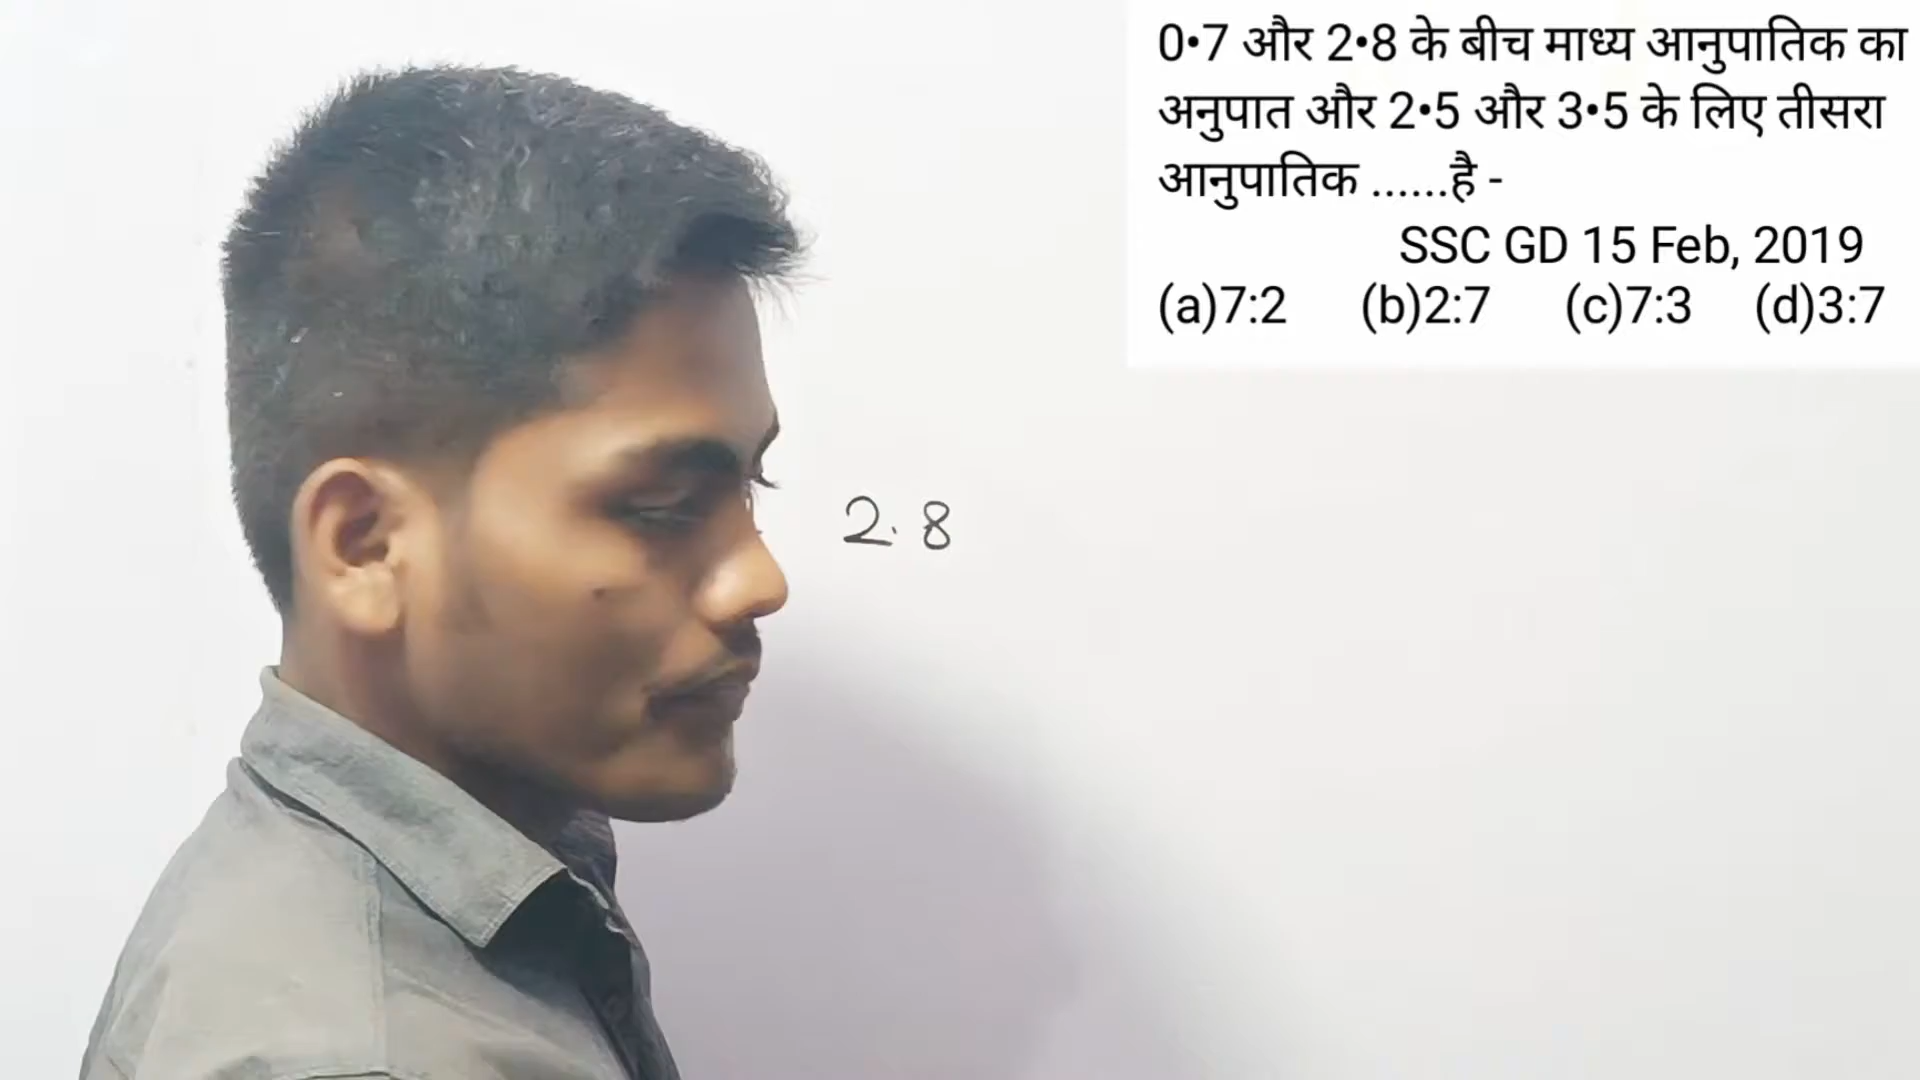 0•7 और 2•8 के बीच माध्य आनुपातिक का
अनुपात और 2•5 और 3•5 के लिए तीसरा
आनुपातिक ......है -
SSC GD 15 Feb, 2019
(a)7:2 (b)2:7 (c)7:3 (d)3:7
2.8